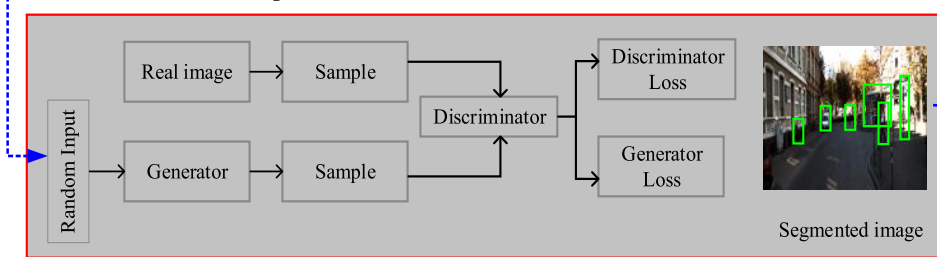 Real image
Sample
Discriminator
Loss
Discriminator
Random Input
Generator
Sample
Generator
Loss
Segmented image